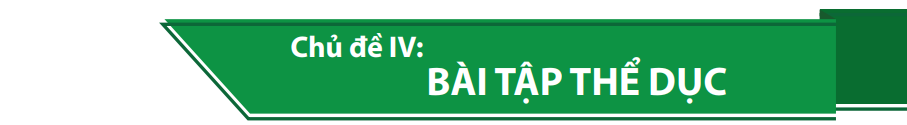 Chủ đề IV:
BÀI TẬP THỂ DỤC